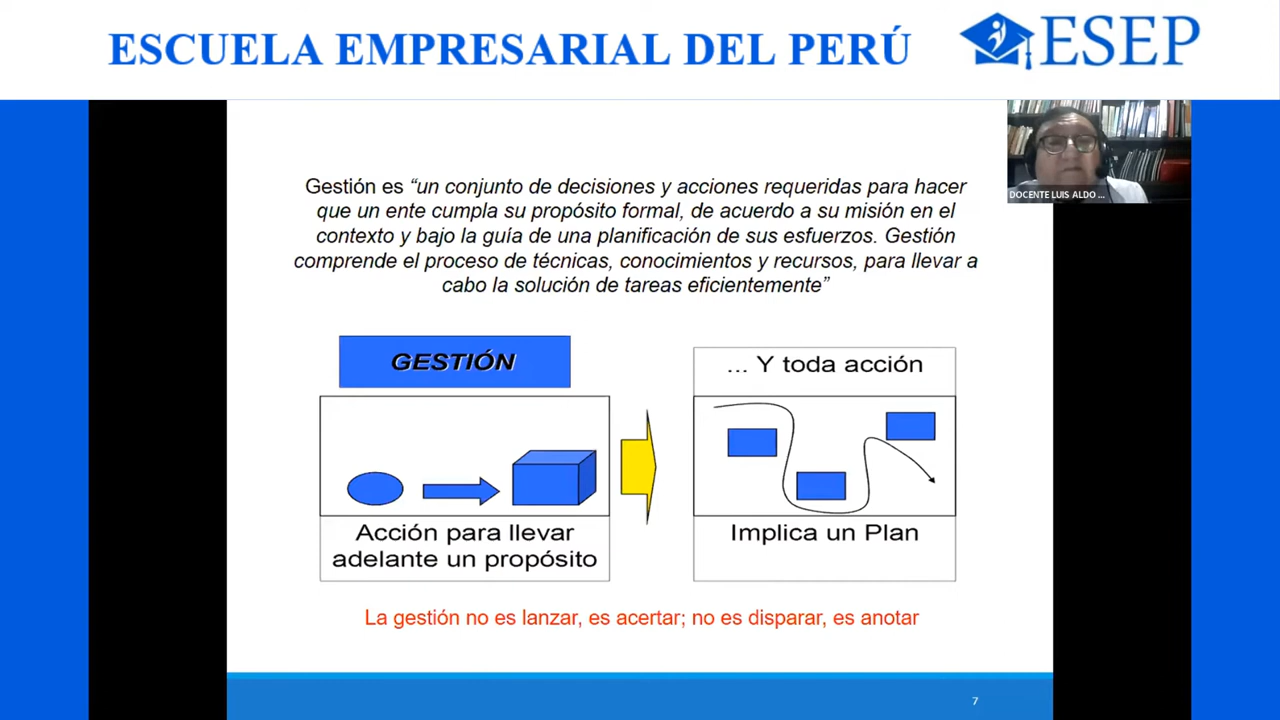 ESCUELA EMPRESARIAL DEL PERÚ
ESEP
DOCENTE LUIS ALDO ...
Gestión es “un conjunto de decisiones y acciones requeridas para hacer
que un ente cumpla su propósito formal, de acuerdo a su misión en el
contexto y bajo la guía de una planificación de sus esfuerzos. Gestión
comprende el proceso de técnicas, conocimientos y recursos, para llevar a
cabo la solución de tareas eficientemente”
GESTIÓN
Acción para llevar
adelante un propósito
... Y toda acción
Implica un Plan
La gestión no es lanzar, es acertar; no es disparar, es anotar
7